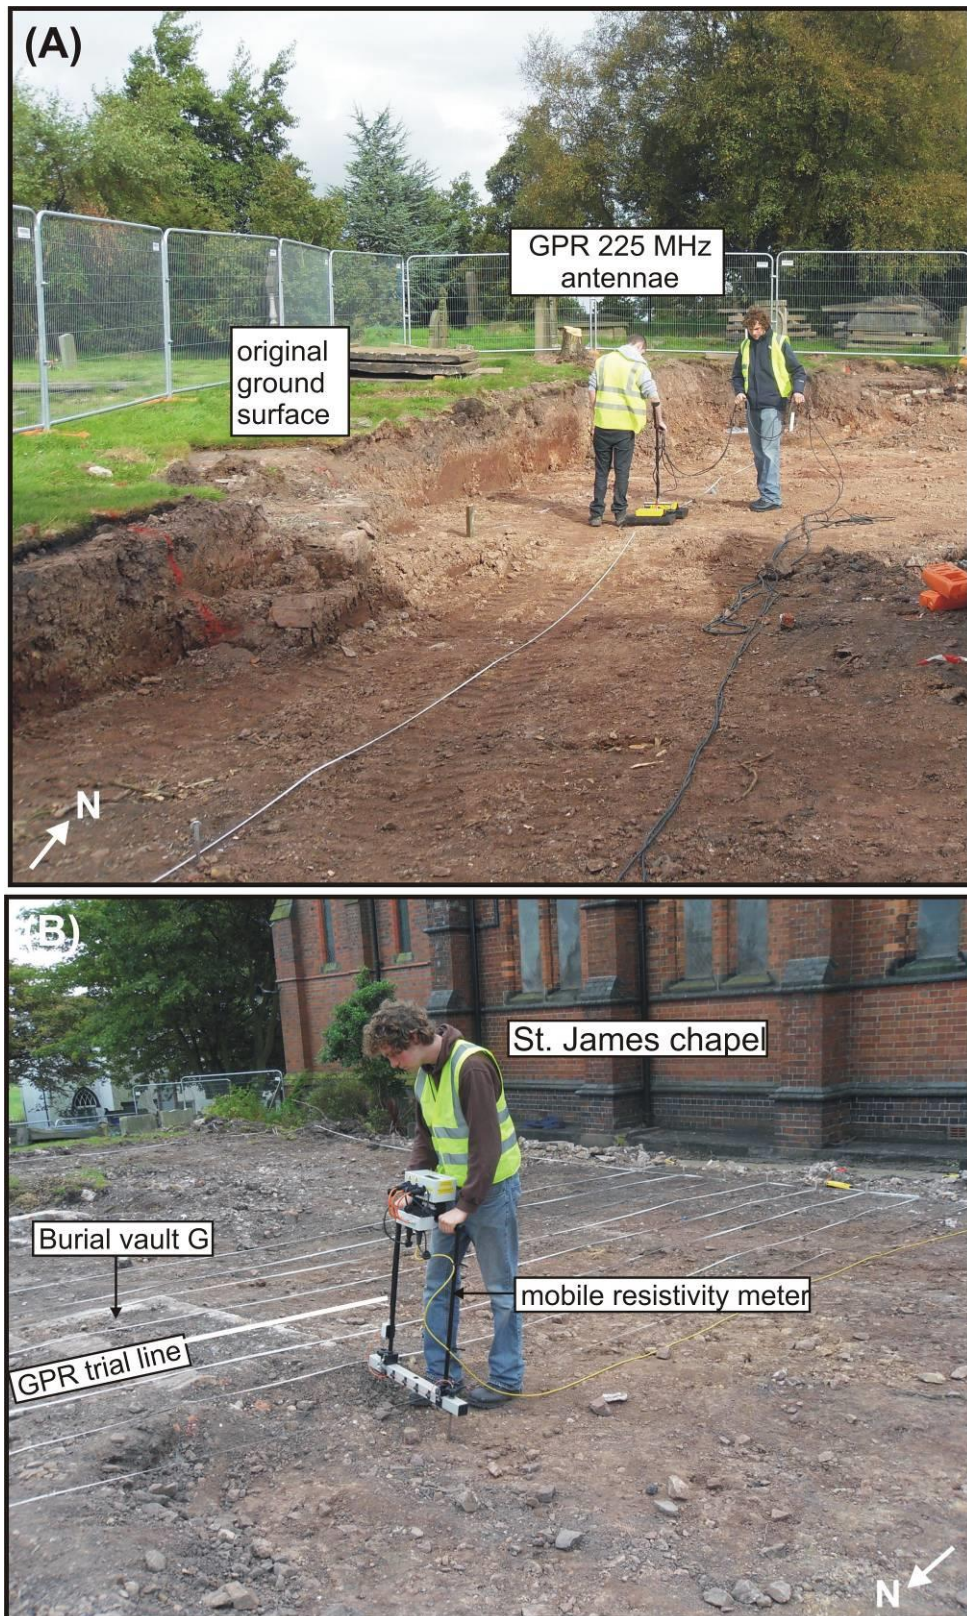 (A)
GPR 225 MHz
antennae
original
ground
surface
N
(B)
St. James chapel
Burial vault G
mobile resistivity meter
GPR trial line
N